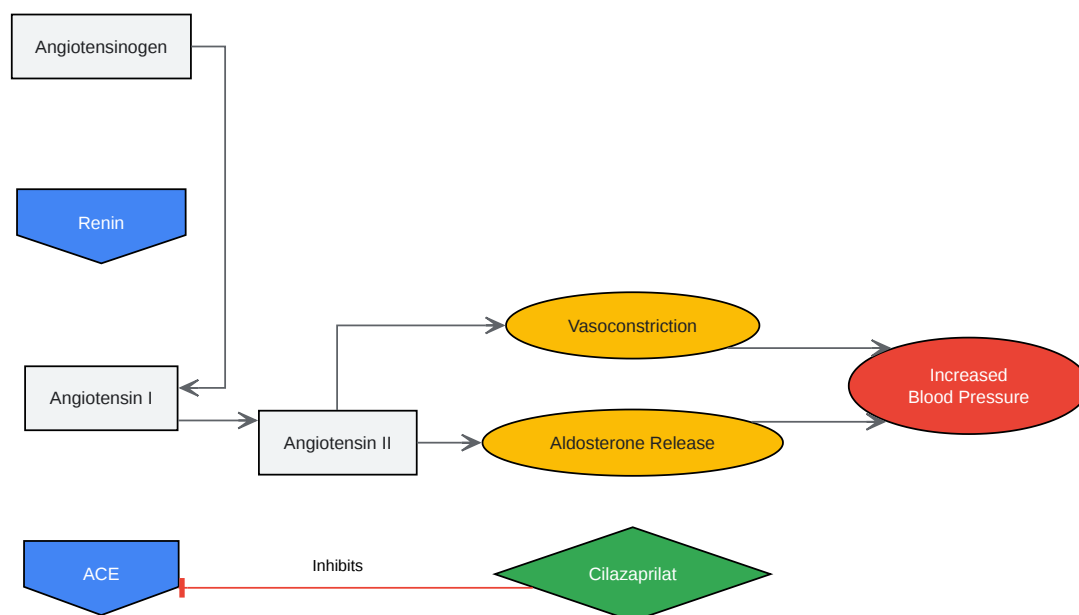 Angiotensinogen
Renin
Vasoconstriction
Increased
Blood Pressure
Angiotensin I
Angiotensin II
Aldosterone Release
Inhibits
ACE
Cilazaprilat